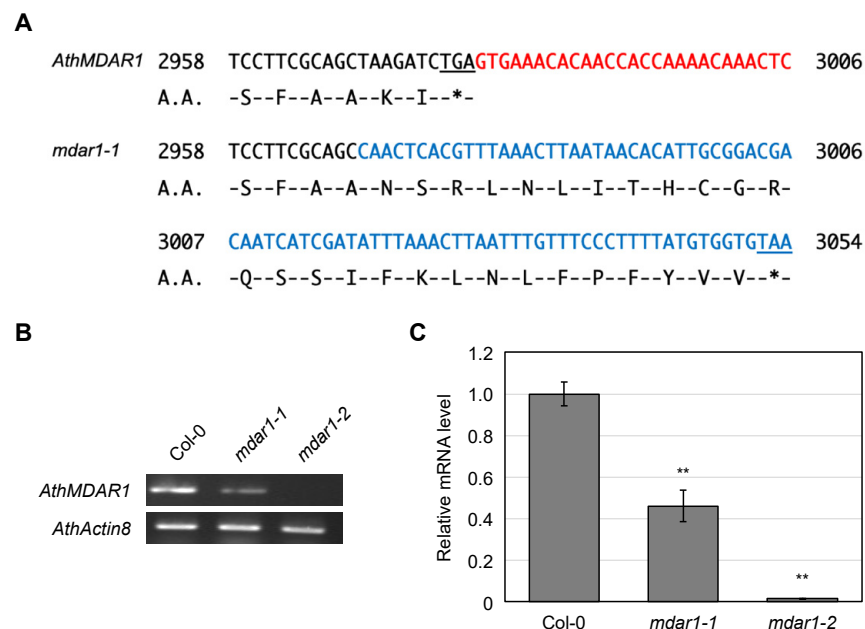 A
AthMDAR1 2958 TCCTTCGCAGCTAAGATCTGAGTGAAACACAACCACCAAAACAAACTC 3006
A.A. -S--F--A--A--K--I--*-
mdar1-1 2958 TCCTTCGCAGCCAACTCACGTTTAAACTTAATAACACATTGCGGACGA 3006
-S--F--A--A--N--S--R--L--N--L--I--T--H--C--G--R-
3007 CAATCATCGATATTTAAACTTAATTTGTTTCCCTTTTATGTGGTGTAA 3054
A.A. -Q--S--S--I--F--K--L--N--L--F--P--F--Y--V--V--*-
B
Col-0 mdar1-1 mdar1-2
AthMDAR1
AthActin8
C
Relative mRNA level
1.2
1.0
0.8
0.6
0.4
0.2
0
**
**
Col-0 mdar1-1 mdar1-2